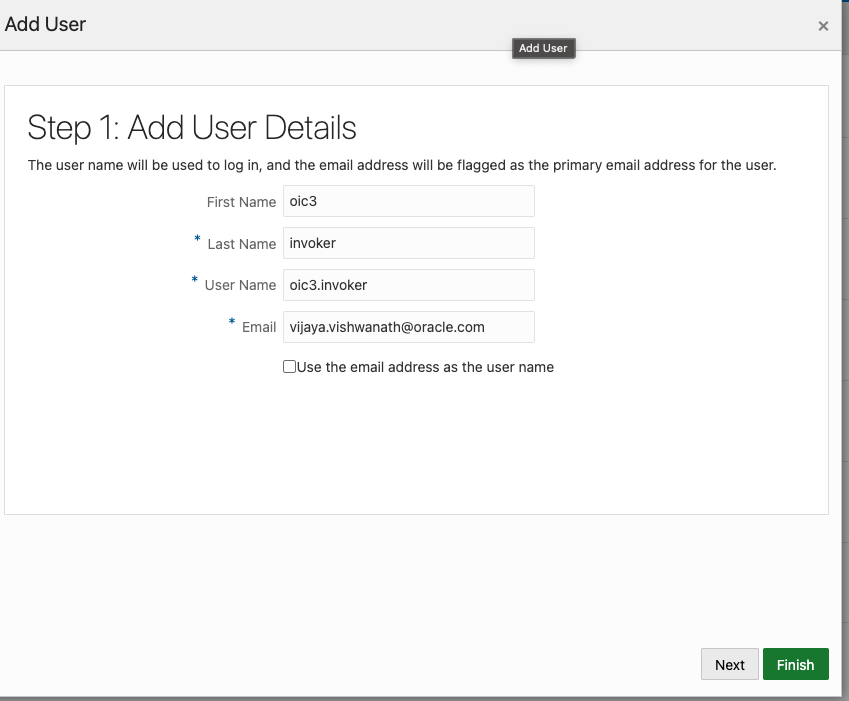 Add User
×
Add User
Step 1: Add User Details
The user name will be used to log in, and the email address will be flagged as the primary email address for the user.
First Name oic3
* Last Name invoker
* User Name oic3.invoker
* Email vijaya.vishwanath@oracle.com
Use the email address as the user name
Next Finish